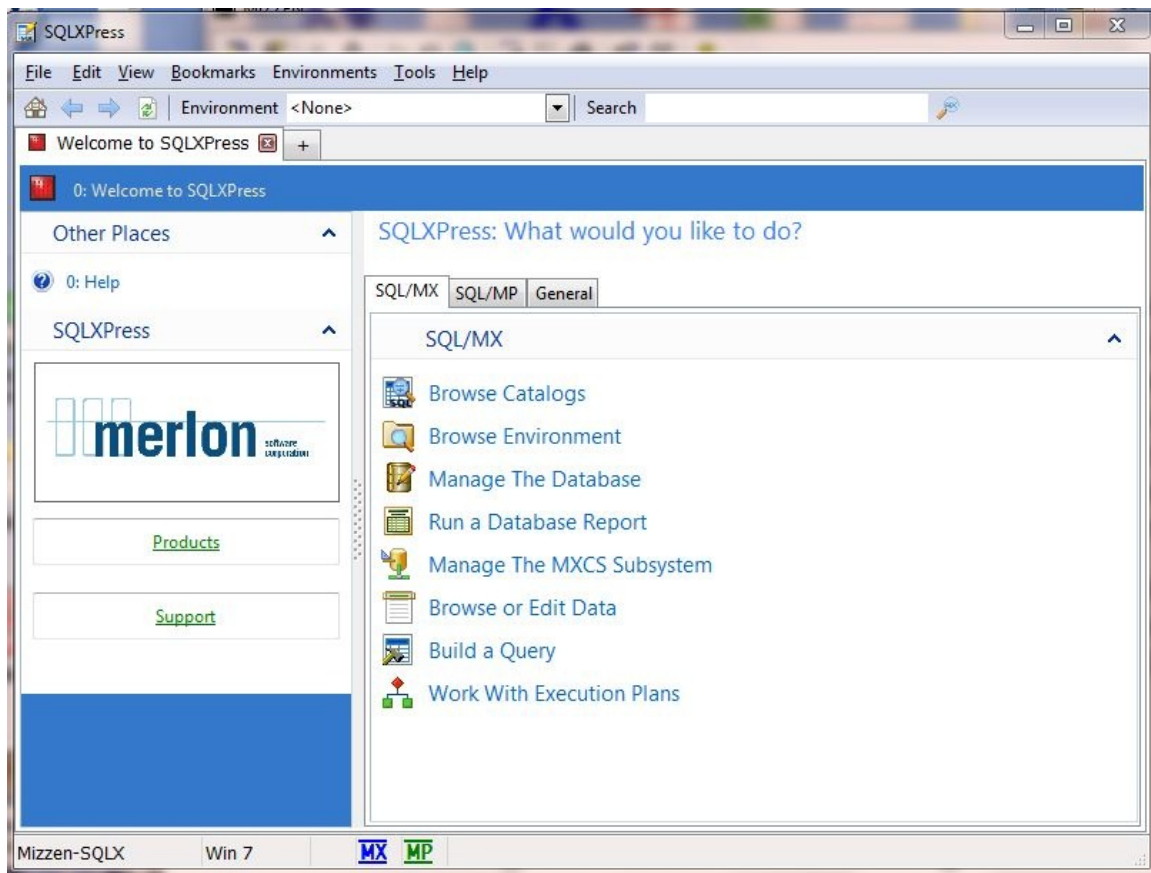 SQLXPress
File Edit View Bookmarks Environments Tools Help
Environment <None> Search
Welcome to SQLXPress +
0: Welcome to SQLXPress
Other Places
0: Help
SQLXPress
merlon software corporation
Products
Support
SQLXPress: What would you like to do?
SQL/MX SQL/MP General
SQL/MX
Browse Catalogs
Browse Environment
Manage The Database
Run a Database Report
Manage The MXCS Subsystem
Browse or Edit Data
Build a Query
Work With Execution Plans
Mizzen-SQLX Win 7 MX MP